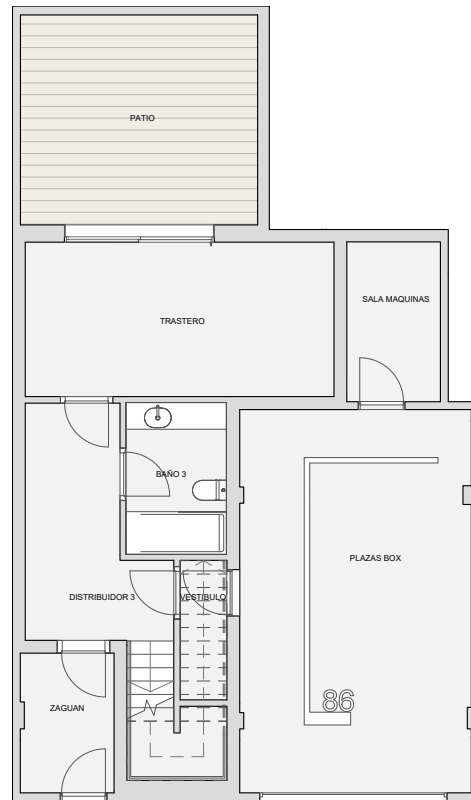 PATIO
SALA MAQUINAS
TRASTERO
BAÑO 3
PLAZAS BOX
DISTRIBUIDOR 3
VESTIBULO
86
ZAGUAN